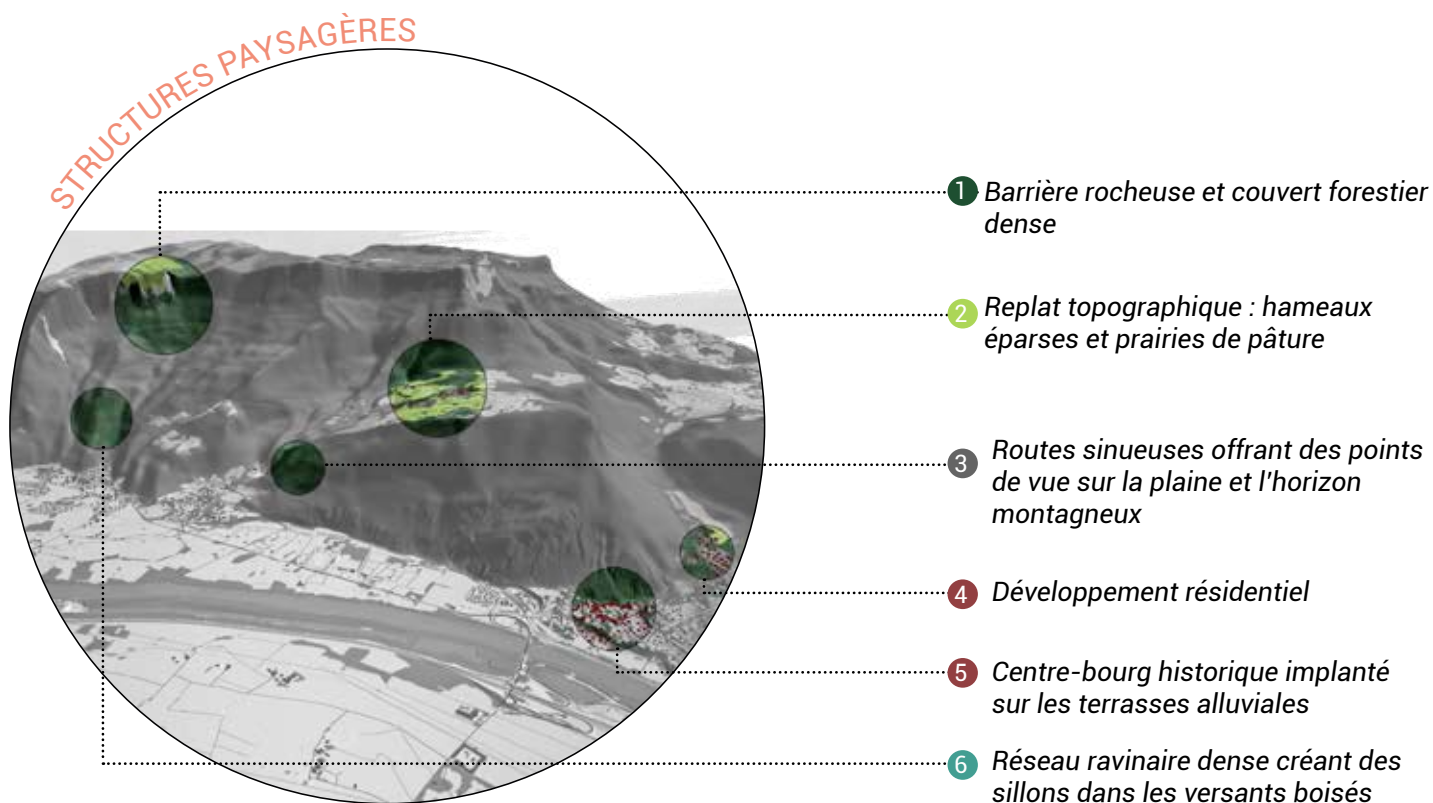 STRUCTURES PAYSAGÈRES
1 Barrière rocheuse et couvert forestier
dense
2 Replat topographique : hameaux
éparses et prairies de pâture
3 Routes sinueuses offrant des points
de vue sur la plaine et l'horizon
montagneux
4 Développement résidentiel
5 Centre-bourg historique implanté
sur les terrasses alluviales
6 Réseau ravinaire dense créant des
sillons dans les versants boisés